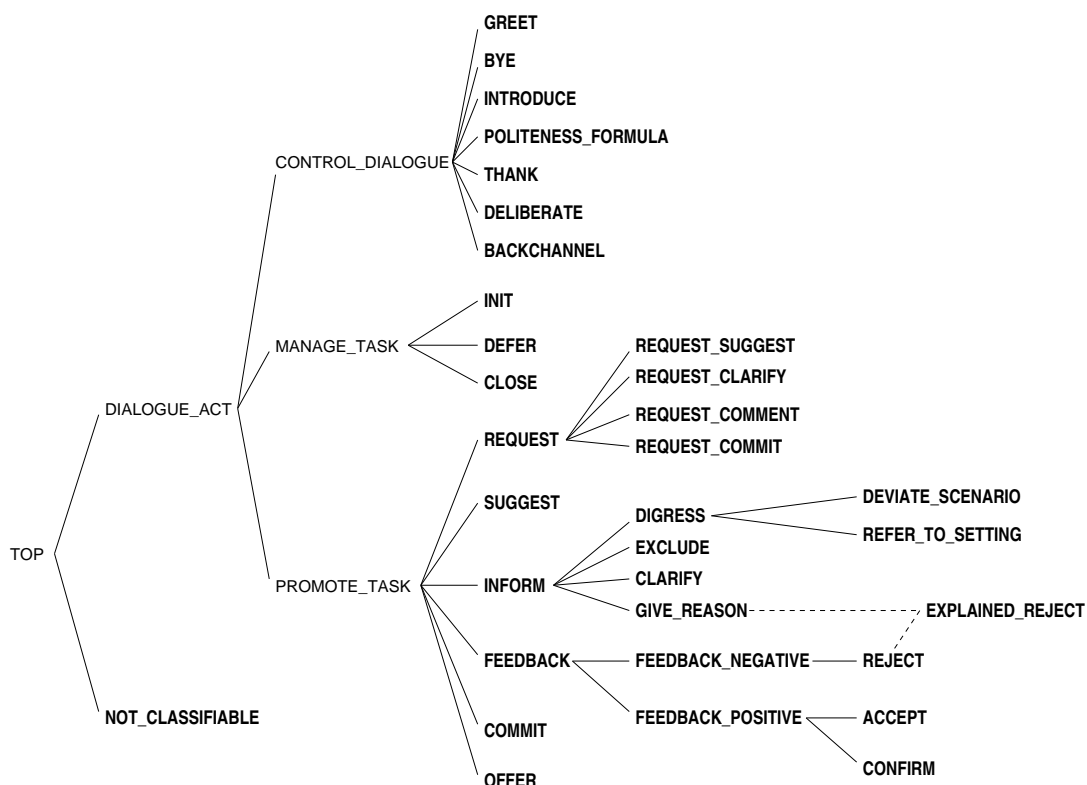 GREET
BYE
INTRODUCE
POLITENESS_FORMULA
CONTROL_DIALOGUE
THANK
DELIBERATE
BACKCHANNEL
INIT
MANAGE_TASK
DEFER
REQUEST_SUGGEST
REQUEST_CLARIFY
CLOSE
DIALOGUE_ACT
REQUEST_COMMENT
REQUEST
REQUEST_COMMIT
SUGGEST
DEVIATE_SCENARIO
DIGRESS
REFER_TO_SETTING
TOP
EXCLUDE
PROMOTE_TASK
INFORM
CLARIFY
GIVE_REASON
EXPLAINED_REJECT
FEEDBACK
FEEDBACK_NEGATIVE
REJECT
NOT_CLASSIFIABLE
FEEDBACK_POSITIVE
ACCEPT
COMMIT
CONFIRM
OFFER